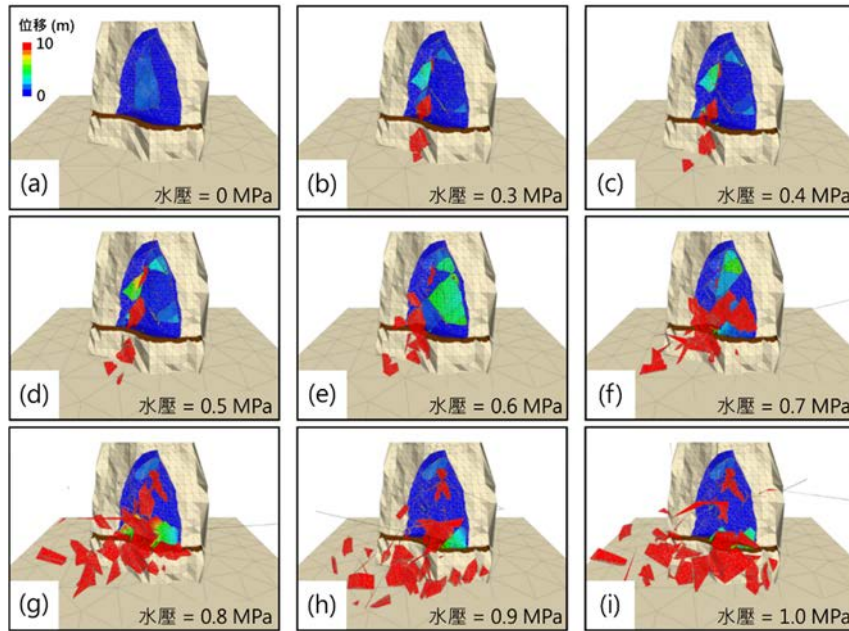 位移 (m)
10
0
(a)
水壓 = 0 MPa
(b)
水壓 = 0.3 MPa
(c)
水壓 = 0.4 MPa
(d)
水壓 = 0.5 MPa
(e)
水壓 = 0.6 MPa
(f)
水壓 = 0.7 MPa
(g)
水壓 = 0.8 MPa
(h)
水壓 = 0.9 MPa
(i)
水壓 = 1.0 MPa